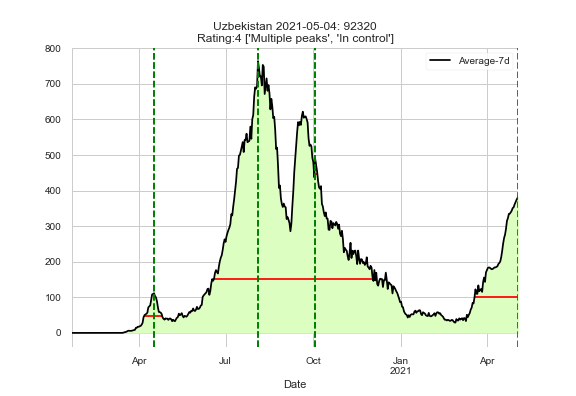 Uzbekistan 2021-05-04: 92320
Rating:4 ['Multiple peaks', 'In control']
Average-7d
800
700
600
500
400
300
200
100
0
Apr
Jul
Oct
Jan
2021
Apr
Date